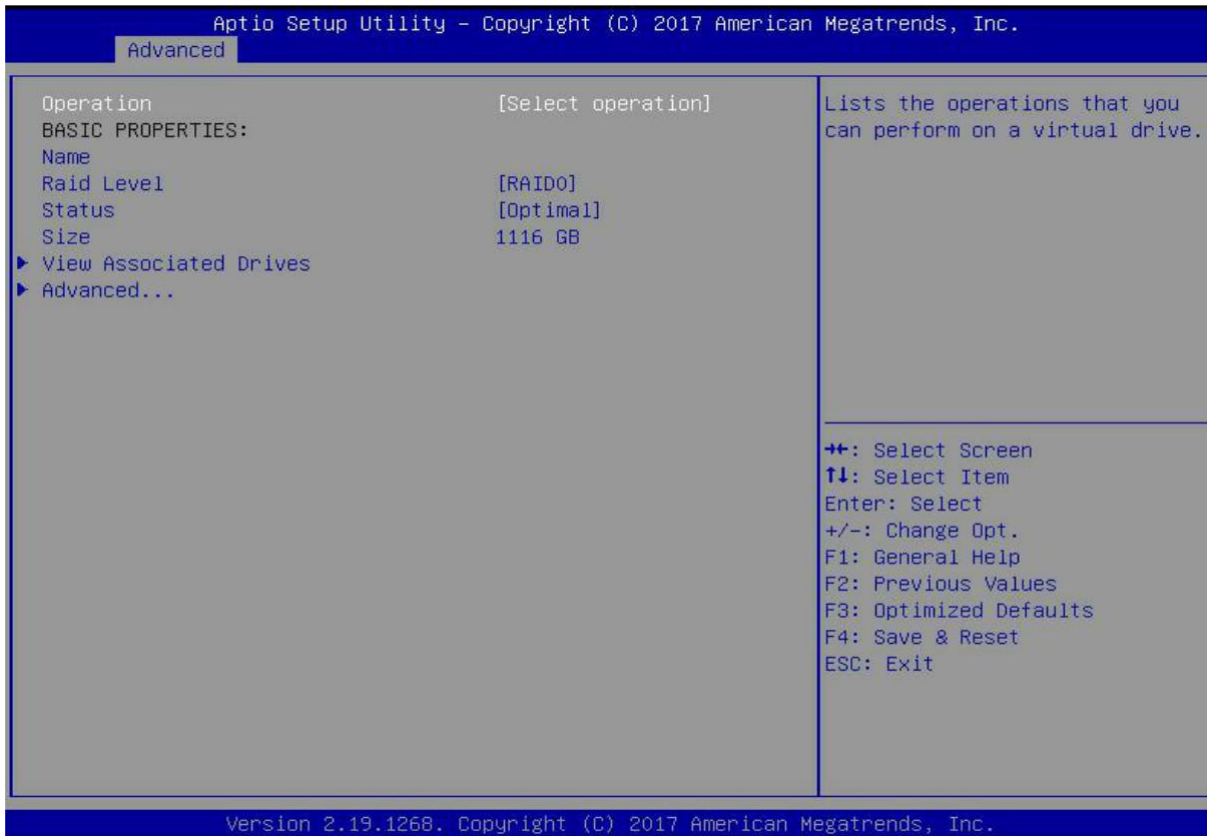 Aptio Setup Utility – Copyright (C) 2017 American Megatrends, Inc.
Advanced
Operation [Select operation]
BASIC PROPERTIES:
Name
Raid Level [RAID0]
Status [Optimal]
Size 1116 GB
▶ View Associated Drives
▶ Advanced...
Lists the operations that you
can perform on a virtual drive.
→←: Select Screen
↑↓: Select Item
Enter: Select
+/-: Change Opt.
F1: General Help
F2: Previous Values
F3: Optimized Defaults
F4: Save & Reset
ESC: Exit
Version 2.19.1268. Copyright (C) 2017 American Megatrends, Inc.